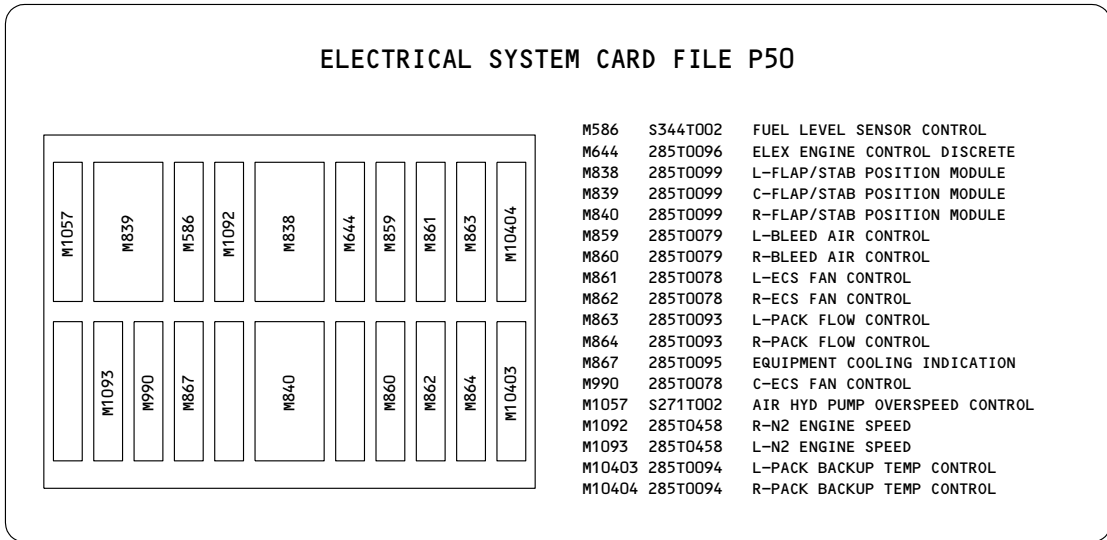 ELECTRICAL SYSTEM CARD FILE P50
M1057
M839
M586
M1092
M838
M644
M859
M861
M863
M10404
M1093
M990
M867
M840
M860
M862
M864
M10403
M586 S344T002 FUEL LEVEL SENSOR CONTROL
M644 285T0096 ELEX ENGINE CONTROL DISCRETE
M838 285T0099 L-FLAP/STAB POSITION MODULE
M839 285T0099 C-FLAP/STAB POSITION MODULE
M840 285T0099 R-FLAP/STAB POSITION MODULE
M859 285T0079 L-BLEED AIR CONTROL
M860 285T0079 R-BLEED AIR CONTROL
M861 285T0078 L-ECS FAN CONTROL
M862 285T0078 R-ECS FAN CONTROL
M863 285T0093 L-PACK FLOW CONTROL
M864 285T0093 R-PACK FLOW CONTROL
M867 285T0095 EQUIPMENT COOLING INDICATION
M990 285T0078 C-ECS FAN CONTROL
M1057 S271T002 AIR HYD PUMP OVERSPEED CONTROL
M1092 285T0458 R-N2 ENGINE SPEED
M1093 285T0458 L-N2 ENGINE SPEED
M10403 285T0094 L-PACK BACKUP TEMP CONTROL
M10404 285T0094 R-PACK BACKUP TEMP CONTROL